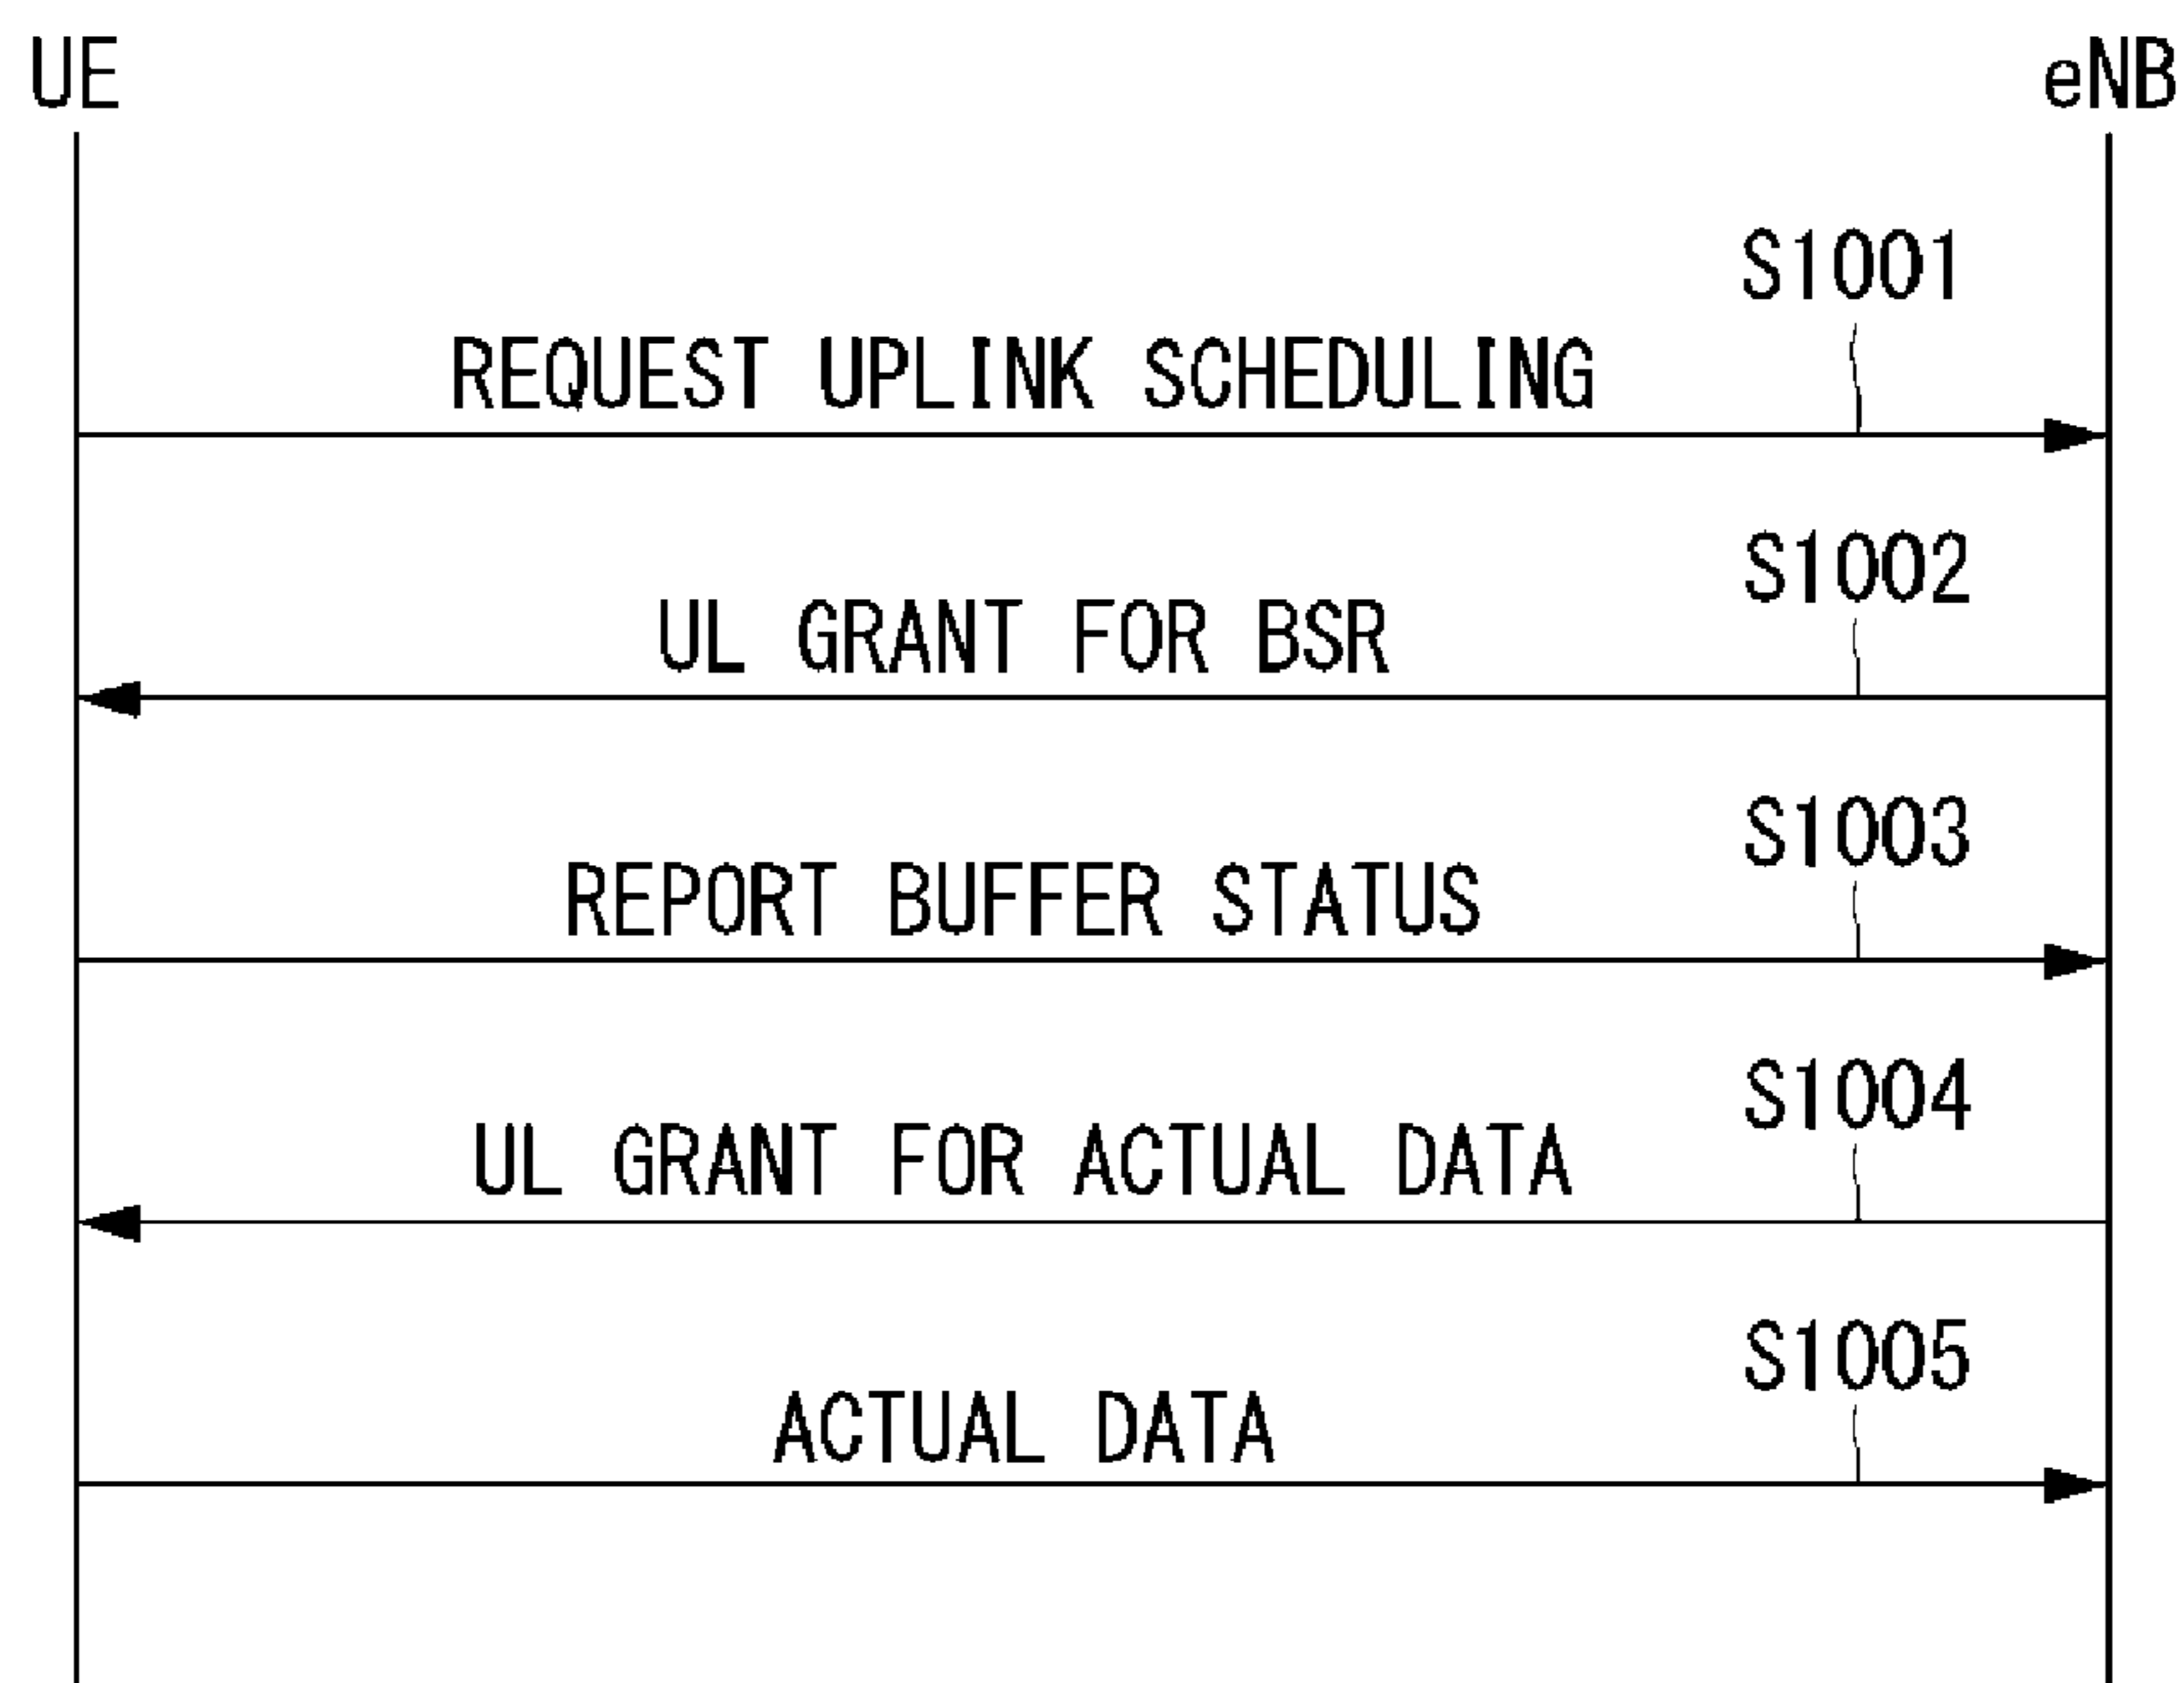 UE
eNB
S1001
REQUEST UPLINK SCHEDULING
S1002
UL GRANT FOR BSR
S1003
REPORT BUFFER STATUS
S1004
UL GRANT FOR ACTUAL DATA
S1005
ACTUAL DATA